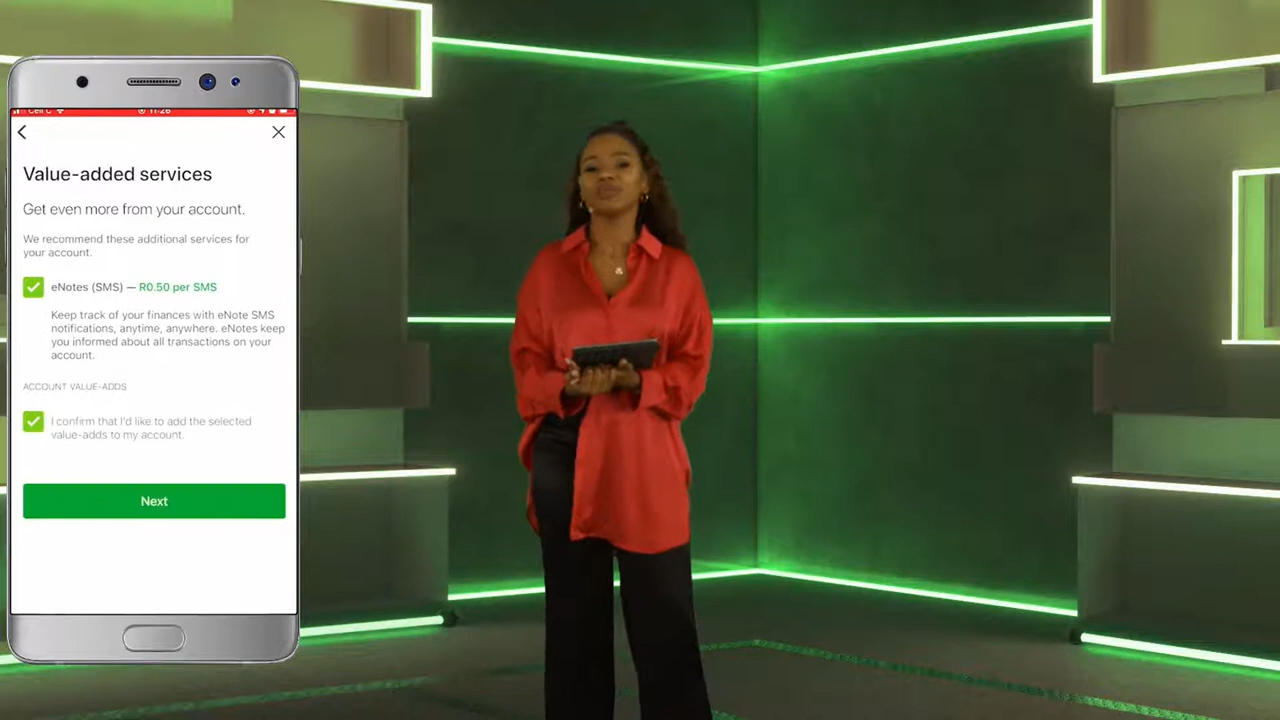 Cell C
11:26
Value-added services
Get even more from your account.
We recommend these additional services for
your account.
eNotes (SMS) — R0.50 per SMS
Keep track of your finances with eNote SMS
notifications, anytime, anywhere. eNotes keep
you informed about all transactions on your
account.
ACCOUNT VALUE-ADDS
I confirm that I'd like to add the selected
value-adds to my account.
Next